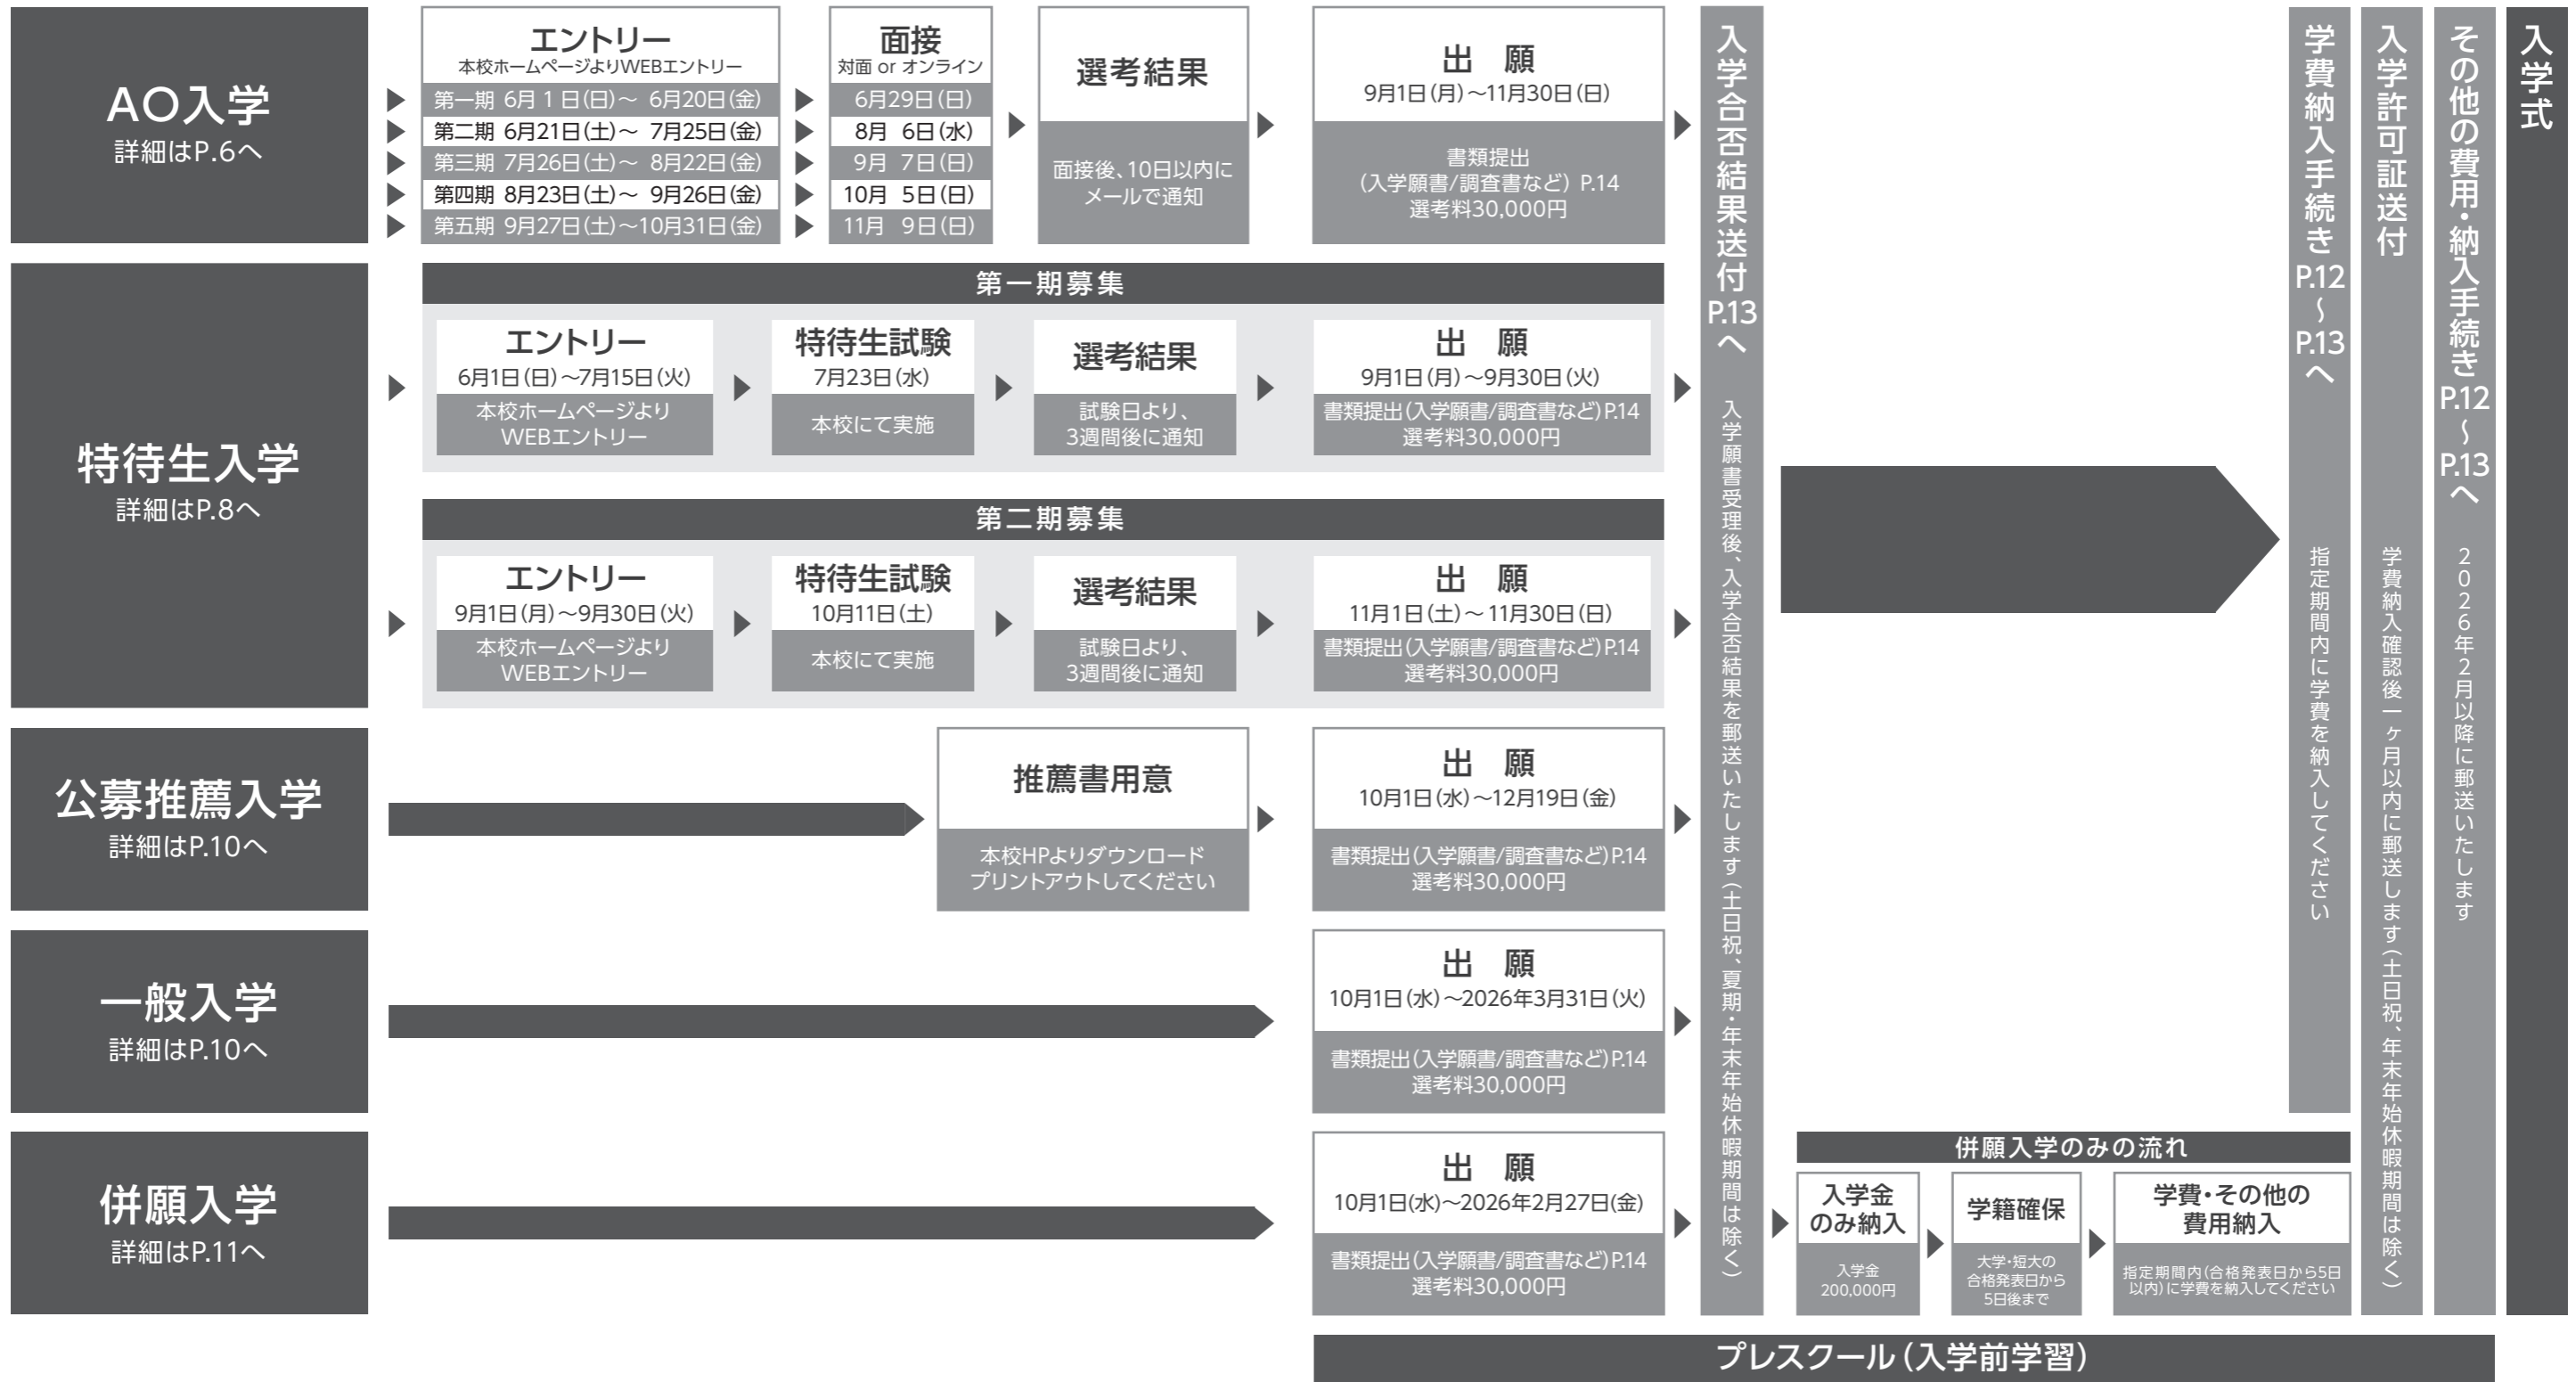 AO入学
詳細はP.6へ
エントリー
本校ホームページよりWEBエントリー
第一期 6月 1 日(日)～ 6月20日(金)
第二期 6月21日(土)～ 7月25日(金)
第三期 7月26日(土)～ 8月22日(金)
第四期 8月23日(土)～ 9月26日(金)
第五期 9月27日(土)～10月31日(金)
面接
対面 or オンライン
6月29日(日)
8月 6日(水)
9月 7日(日)
10月 5日(日)
11月 9日(日)
選考結果
面接後、10日以内に
メールで通知
出 願
9月1日(月)～11月30日(日)
書類提出
(入学願書/調査書など) P.14
選考料30,000円
特待生入学
詳細はP.8へ
第一期募集
エントリー
6月1日(日)～7月15日(火)
本校ホームページより
WEBエントリー
特待生試験
7月23日(水)
本校にて実施
選考結果
試験日より、
3週間後に通知
出 願
9月1日(月)～9月30日(火)
書類提出(入学願書/調査書など)P.14
選考料30,000円
第二期募集
エントリー
9月1日(月)～9月30日(火)
本校ホームページより
WEBエントリー
特待生試験
10月11日(土)
本校にて実施
選考結果
試験日より、
3週間後に通知
出 願
11月1日(土)～11月30日(日)
書類提出(入学願書/調査書など)P.14
選考料30,000円
公募推薦入学
詳細はP.10へ
推薦書用意
本校HPよりダウンロード
プリントアウトしてください
出 願
10月1日(水)～12月19日(金)
書類提出(入学願書/調査書など)P.14
選考料30,000円
一般入学
詳細はP.10へ
出 願
10月1日(水)～2026年3月31日(火)
書類提出(入学願書/調査書など)P.14
選考料30,000円
併願入学
詳細はP.11へ
出 願
10月1日(水)～2026年2月27日(金)
書類提出(入学願書/調査書など)P.14
選考料30,000円
入学合否結果送付 P.13へ 入学願書受理後、入学合否結果を郵送いたします(土日祝、夏期・年末年始休暇期間は除く)
併願入学のみの流れ
入学金
のみ納入
入学金
200,000円
学籍確保
大学・短大の
合格発表日から
5日後まで
学費・その他の
費用納入
指定期間内(合格発表日から5日
以内)に学費を納入してください
学費納入手続き P.12～P.13へ 指定期間内に学費を納入してください
入学許可証送付 学費納入確認後一ヶ月以内に郵送します(土日祝、年末年始休暇期間は除く)
その他の費用・納入手続き P.12～P.13へ 2026年2月以降に郵送いたします
入学式
プレスクール(入学前学習)